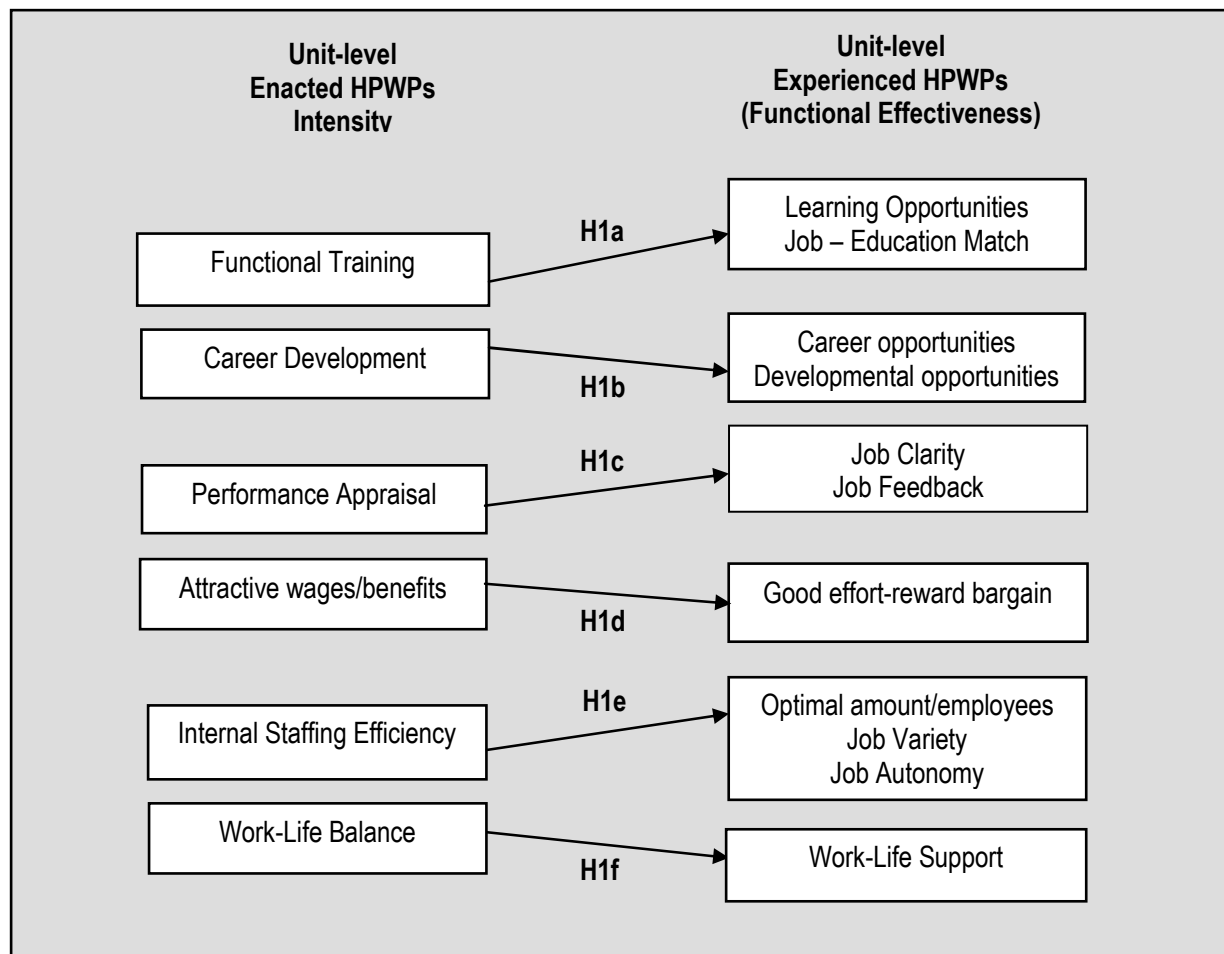 Unit-level
Enacted HPWPs
Intensity
Unit-level
Experienced HPWPs
(Functional Effectiveness)
Functional Training
H1a
Learning Opportunities
Job – Education Match
Career Development
H1b
Career opportunities
Developmental opportunities
Performance Appraisal
H1c
Job Clarity
Job Feedback
Attractive wages/benefits
H1d
Good effort-reward bargain
Internal Staffing Efficiency
H1e
Optimal amount/employees
Job Variety
Job Autonomy
Work-Life Balance
H1f
Work-Life Support